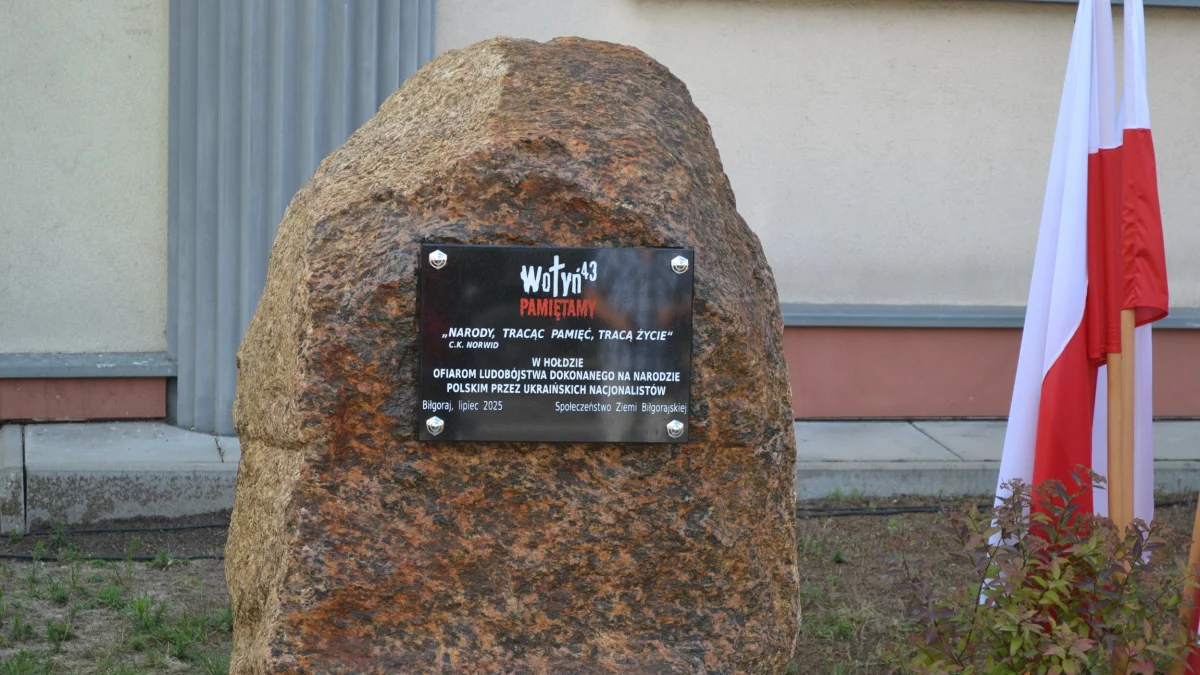 Wołyń43
PAMIĘTAMY
„NARODY, TRACĄC PAMIĘĆ, TRACĄ ŻYCIE“
C.K. NORWID
W HOŁDZIE
OFIAROM LUDOBÓJSTWA DOKONANEGO NA NARODZIE
POLSKIM PRZEZ UKRAIŃSKICH NACJONALISTÓW
Biłgoraj, lipiec 2025 Społeczeństwo Ziemi Biłgorajskiej